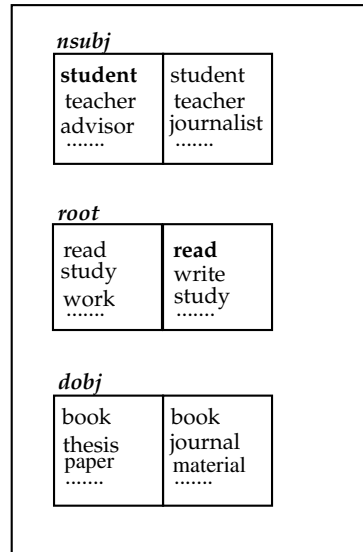 nsubj
student student
teacher teacher
advisor journalist
....... .......
root
read read
study write
work study
....... .......
dobj
book book
thesis journal
paper material
....... .......